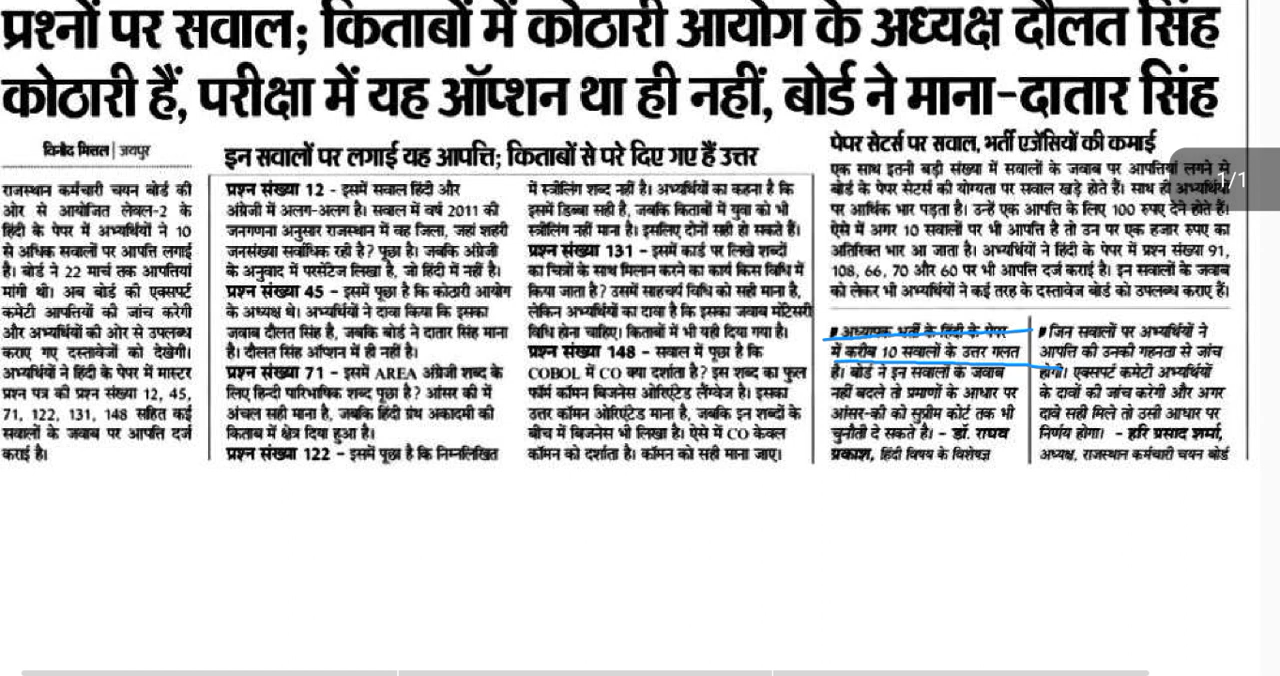 प्रश्नों पर सवाल; किताबों में कोठारी आयोग के अध्यक्ष दौलत सिंह
कोठारी हैं, परीक्षा में यह ऑप्शन था ही नहीं, बोर्ड ने माना-दातार सिंह
विनोद मित्तल | जयपुर
राजस्थान कर्मचारी चयन बोर्ड की
ओर से आयोजित लेवल-2 के
हिंदी के पेपर में अभ्यर्थियों ने 10
से अधिक सवालों पर आपत्ति लगाई
है। बोर्ड ने 22 मार्च तक आपत्तियां
मांगी थी। अब बोर्ड की एक्सपर्ट
कमेटी आपत्तियों की जांच करेगी
और अभ्यर्थियों की ओर से उपलब्ध
कराए गए दस्तावेजों को देखेगी।
अभ्यर्थियों ने हिंदी के पेपर में मास्टर
प्रश्न पत्र की प्रश्न संख्या 12, 45,
71, 122, 131, 148 सहित कई
सवालों के जवाब पर आपत्ति दर्ज
कराई है।
इन सवालों पर लगाई यह आपत्ति; किताबों से परे दिए गए हैं उत्तर
प्रश्न संख्या 12 - इसमें सवाल हिंदी और
अंग्रेजी में अलग-अलग है। सवाल में वर्ष 2011 की
जनगणना अनुसार राजस्थान में वह जिला, जहां शहरी
जनसंख्या सर्वाधिक रही है? पूछा है। जबकि अंग्रेजी
के अनुवाद में परसेंटेज लिखा है, जो हिंदी में नहीं है।
प्रश्न संख्या 45 - इसमें पूछा है कि कोठारी आयोग
के अध्यक्ष थे। अभ्यर्थियों ने दावा किया कि इसका
जवाब दौलत सिंह है, जबकि बोर्ड ने दातार सिंह माना
है। दौलत सिंह ऑप्शन में ही नहीं है।
प्रश्न संख्या 71 - इसमें AREA अंग्रेजी शब्द के
लिए हिन्दी पारिभाषिक शब्द पूछा है? आंसर की में
अंचल सही माना है, जबकि हिंदी ग्रंथ अकादमी की
किताब में क्षेत्र दिया हुआ है।
प्रश्न संख्या 122 - इसमें पूछा है कि निम्नलिखित
में स्त्रीलिंग शब्द नहीं है। अभ्यर्थियों का कहना है कि
इसमें डिब्बा सही है, जबकि किताबों में युवा को भी
स्त्रीलिंग नहीं माना है। इसलिए दोनों सही हो सकते हैं।
प्रश्न संख्या 131 - इसमें कार्ड पर लिखे शब्दों
का चित्रों के साथ मिलान करने का कार्य किस विधि में
किया जाता है? उसमें साहचर्य विधि को सही माना है,
लेकिन अभ्यर्थियों का दावा है कि इसका जवाब मोंटेसरी
विधि होना चाहिए। किताबों में भी यही दिया गया है।
प्रश्न संख्या 148 - सवाल में पूछा है कि
COBOL में CO क्या दर्शाता है? इस शब्द का फुल
फॉर्म कॉमन बिजनेस ओरिएंटेड लैंग्वेज है। इसका
उत्तर कॉमन ओरिएंटेड माना है, जबकि इन शब्दों के
बीच में बिजनेस भी लिखा है। ऐसे में CO केवल
कॉमन को दर्शाता है। कॉमन को सही माना जाए।
पेपर सेटर्स पर सवाल, भर्ती एजेंसियों की कमाई
एक साथ इतनी बड़ी संख्या में सवालों के जवाब पर आपत्तियां लगने से
बोर्ड के पेपर सेटर्स की योग्यता पर सवाल खड़े होते हैं। साथ ही अभ्यर्थियों
पर आर्थिक भार पड़ता है। उन्हें एक आपत्ति के लिए 100 रुपए देने होते हैं।
ऐसे में अगर 10 सवालों पर भी आपत्ति है तो उन पर एक हजार रुपए का
अतिरिक्त भार आ जाता है। अभ्यर्थियों ने हिंदी के पेपर में प्रश्न संख्या 91,
108, 66, 70 और 60 पर भी आपत्ति दर्ज कराई है। इन सवालों के जवाब
को लेकर भी अभ्यर्थियों ने कई तरह के दस्तावेज बोर्ड को उपलब्ध कराए हैं।
1/1
अध्यापक भर्ती के हिंदी के पेपर
में करीब 10 सवालों के उत्तर गलत
है। बोर्ड ने इन सवालों के जवाब
नहीं बदले तो प्रमाणों के आधार पर
आंसर-की को सुप्रीम कोर्ट तक भी
चुनौती दे सकते है। - डॉ. राघव
प्रकाश, हिंदी विषय के विशेषज्ञ
जिन सवालों पर अभ्यर्थियों ने
आपत्ति की उनकी गहनता से जांच
होगी। एक्सपर्ट कमेटी अभ्यर्थियों
के दावों की जांच करेगी और अगर
दावे सही मिले तो उसी आधार पर
निर्णय होगा। - हरि प्रसाद शर्मा,
अध्यक्ष, राजस्थान कर्मचारी चयन बोर्ड